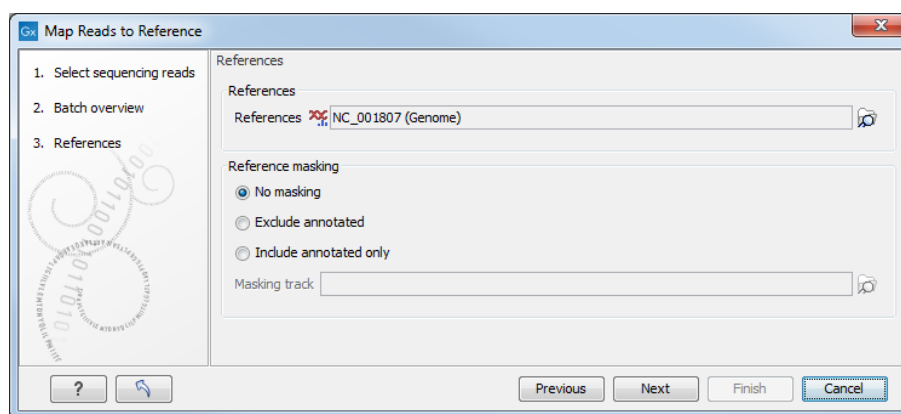 Gx Map Reads to Reference
1. Select sequencing reads
2. Batch overview
3. References
References
References
References NC_001807 (Genome)
Reference masking
No masking
Exclude annotated
Include annotated only
Masking track
? Previous Next Finish Cancel